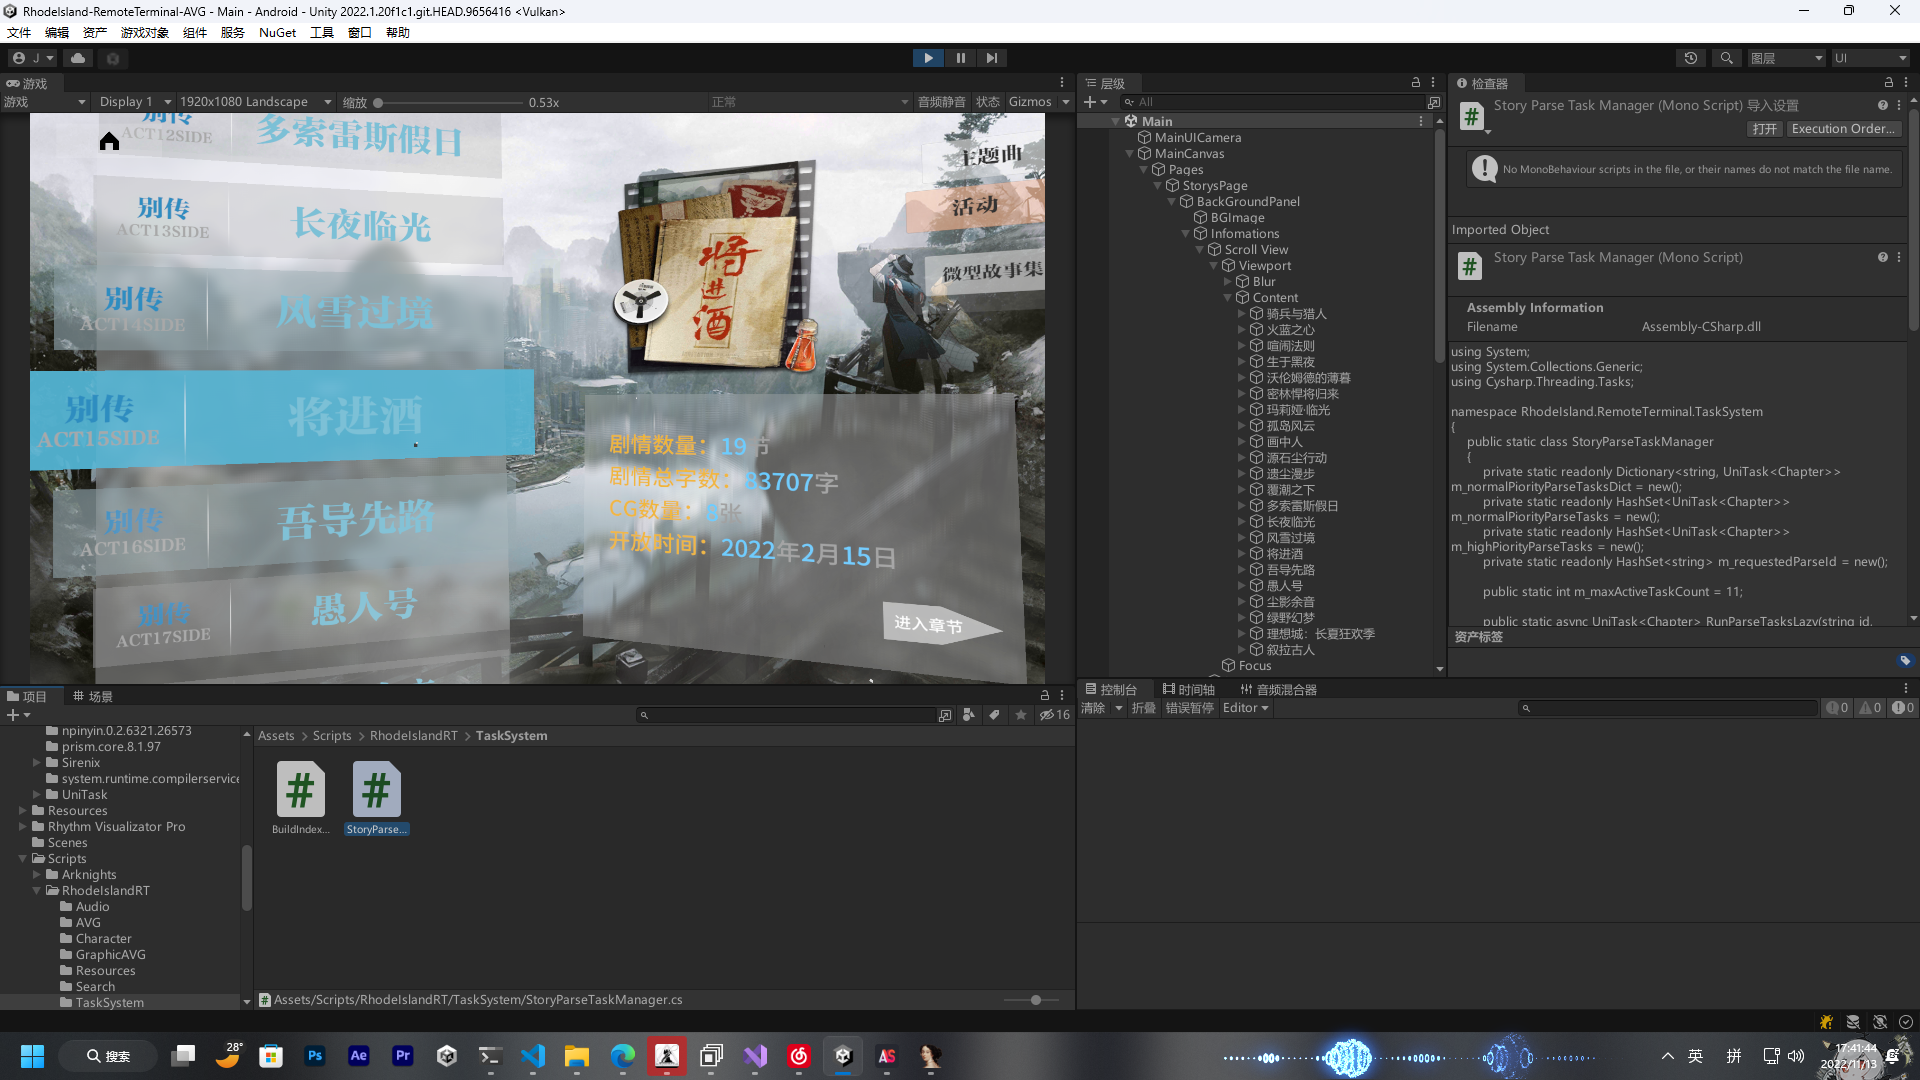 RhodeIsland-RemoteTerminal-AVG - Main - Android - Unity 2022.1.20f1c1.git.HEAD.9656416 <Vulkan>
文件 编辑 资产 游戏对象 组件 服务 NuGet 工具 窗口 帮助
J
图层
UI
游戏
游戏 Display 1 1920x1080 Landscape 缩放 0.53x 正常 音频静音 状态 Gizmos
别传
ACT12SIDE
多索雷斯假日
别传
ACT13SIDE
长夜临光
别传
ACT14SIDE
风雪过境
别传
ACT15SIDE
将进酒
别传
ACT16SIDE
吾导先路
别传
ACT17SIDE
愚人号
将进酒
主题曲
活动
微型故事集
剧情数量：19节
剧情总字数：83707字
CG数量：8张
开放时间：2022年2月15日
进入章节
层级
All
Main
MainUICamera
MainCanvas
Pages
StorysPage
BackGroundPanel
BGImage
Infomations
Scroll View
Viewport
Blur
Content
骑兵与猎人
火蓝之心
喧闹法则
生于黑夜
沃伦姆德的薄暮
密林悍将归来
玛莉娅·临光
孤岛风云
画中人
源石尘行动
遗尘漫步
覆潮之下
多索雷斯假日
长夜临光
风雪过境
将进酒
吾导先路
愚人号
尘影余音
绿野幻梦
理想城：长夏狂欢季
叙拉古人
Focus
检查器
Story Parse Task Manager (Mono Script) 导入设置
打开 Execution Order...
No MonoBehaviour scripts in the file, or their names do not match the file name.
Imported Object
Story Parse Task Manager (Mono Script)
Assembly Information
Filename Assembly-CSharp.dll
using System;
using System.Collections.Generic;
using Cysharp.Threading.Tasks;
namespace RhodeIsland.RemoteTerminal.TaskSystem
{
public static class StoryParseTaskManager
{
private static readonly Dictionary<string, UniTask<Chapter>>
m_normalPiorityParseTasksDict = new();
private static readonly HashSet<UniTask<Chapter>>
m_normalPiorityParseTasks = new();
private static readonly HashSet<UniTask<Chapter>>
m_highPiorityParseTasks = new();
private static readonly HashSet<string> m_requestedParseId = new();
public static int m_maxActiveTaskCount = 11;
public static async UniTask<Chapter> RunParseTasksLazy(string id,
资产标签
项目 场景
16
npinyin.0.2.6321.26573
prism.core.8.1.97
Sirenix
system.runtime.compilerservice
UniTask
Resources
Rhythm Visualizator Pro
Scenes
Scripts
Arknights
RhodeIslandRT
Audio
AVG
Character
GraphicAVG
Resources
Search
TaskSystem
Assets Scripts RhodeIslandRT TaskSystem
BuildIndex...
StoryParse...
Assets/Scripts/RhodeIslandRT/TaskSystem/StoryParseTaskManager.cs
控制台 时间轴 音频混合器
清除 折叠 错误暂停 Editor 0 0 0
搜索
28°
Ps
Ae
Pr
AS
英
拼
17:41:44
2022/11/13